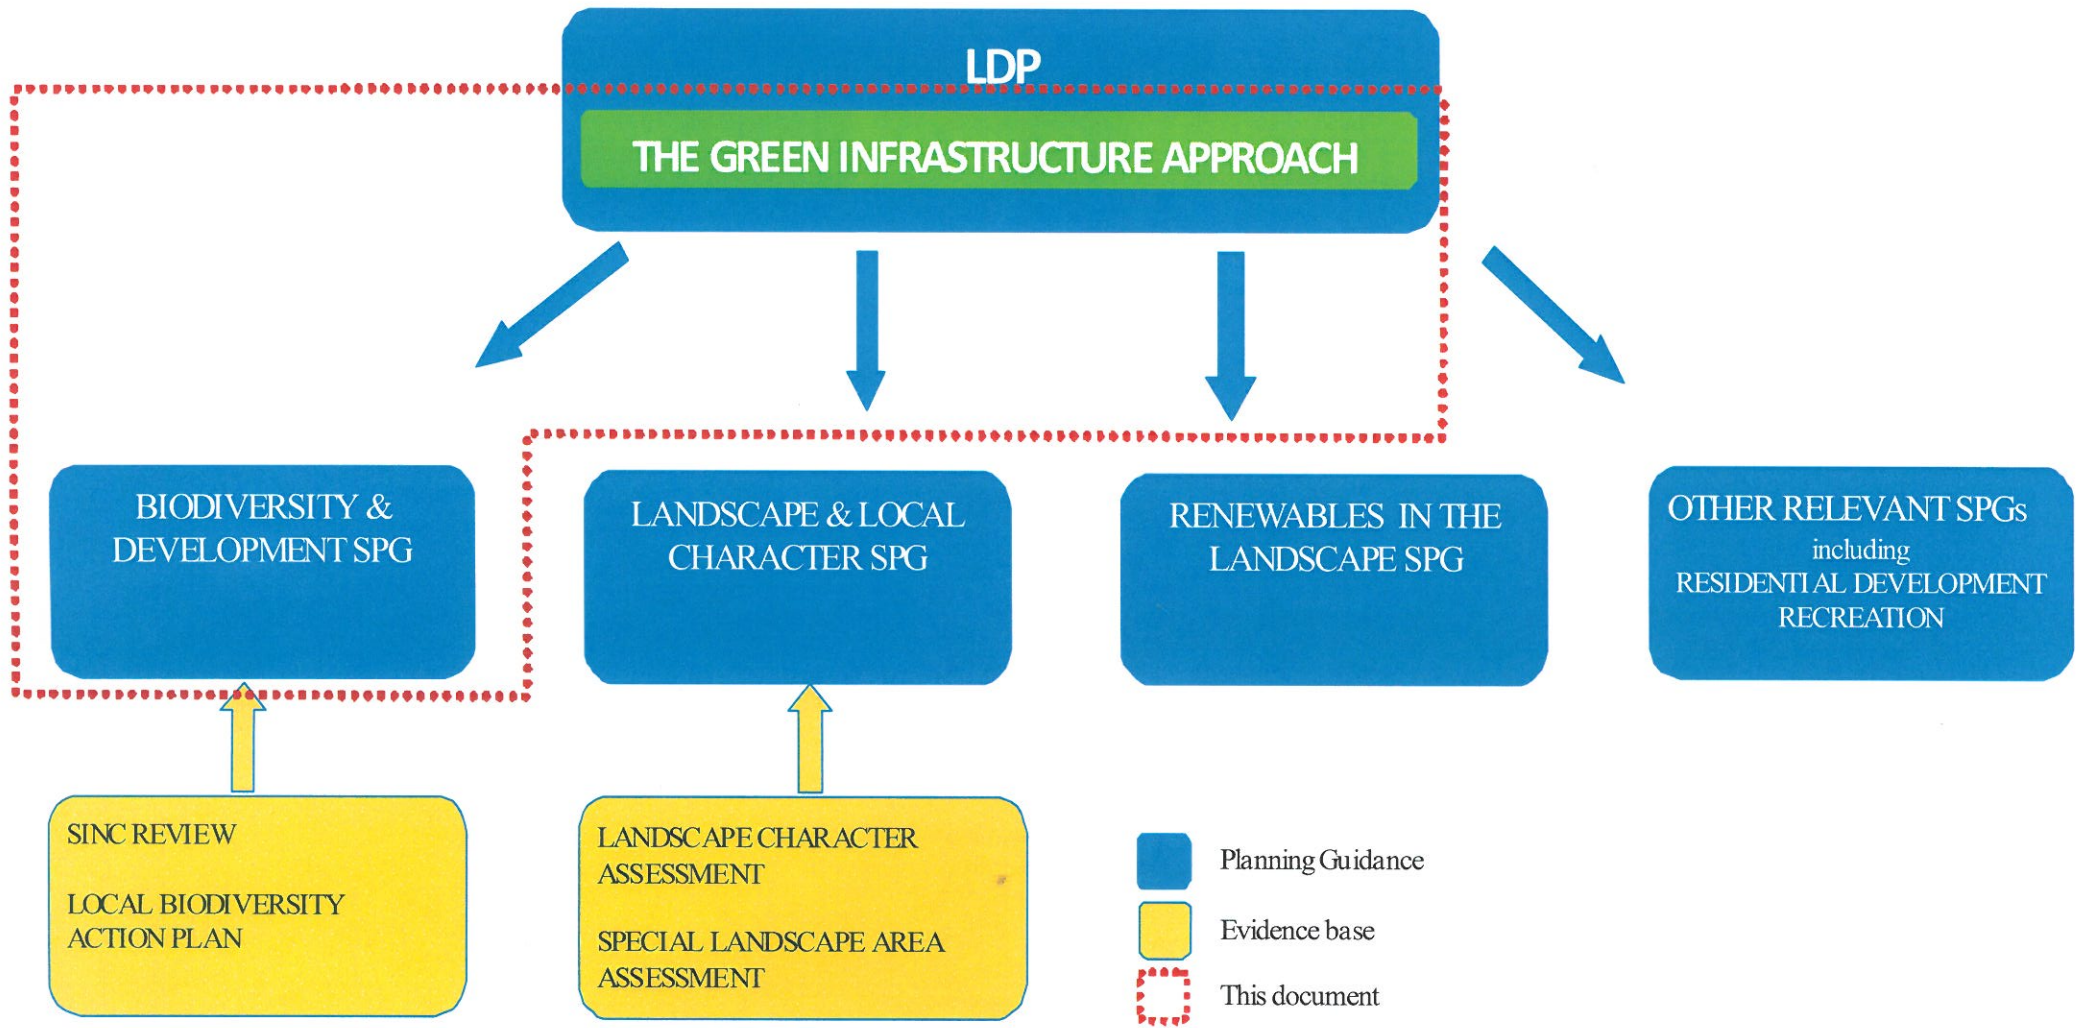 LDP
THE GREEN INFRASTRUCTURE APPROACH
BIODIVERSITY &
DEVELOPMENT SPG
LANDSCAPE & LOCAL
CHARACTER SPG
RENEWABLES IN THE
LANDSCAPE SPG
OTHER RELEVANT SPGs
including
RESIDENTIAL DEVELOPMENT
RECREATION
SINC REVIEW
LOCAL BIODIVERSITY
ACTION PLAN
LANDSCAPE CHARACTER
ASSESSMENT
SPECIAL LANDSCAPE AREA
ASSESSMENT
Planning Guidance
Evidence base
This document